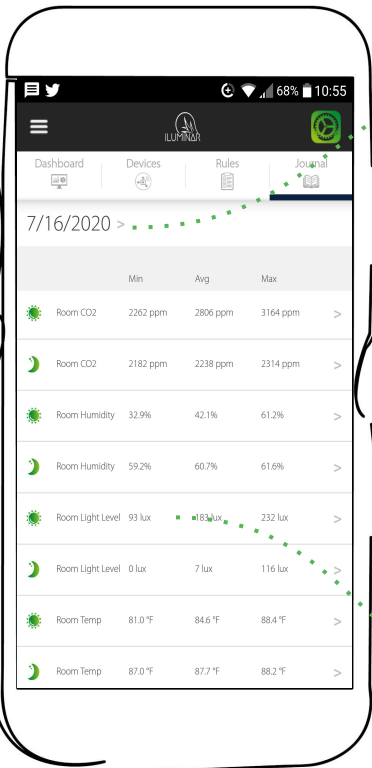 68% 10:55
ILUMINAR
Dashboard Devices Rules Journal
7/16/2020 >
Min Avg Max
Room CO2 2262 ppm 2806 ppm 3164 ppm >
Room CO2 2182 ppm 2238 ppm 2314 ppm >
Room Humidity 32.9% 42.1% 61.2% >
Room Humidity 59.2% 60.7% 61.6% >
Room Light Level 93 lux 183 lux 232 lux >
Room Light Level 0 lux 7 lux 116 lux >
Room Temp 81.0 °F 84.6 °F 88.4 °F >
Room Temp 87.0 °F 87.7 °F 88.2 °F >